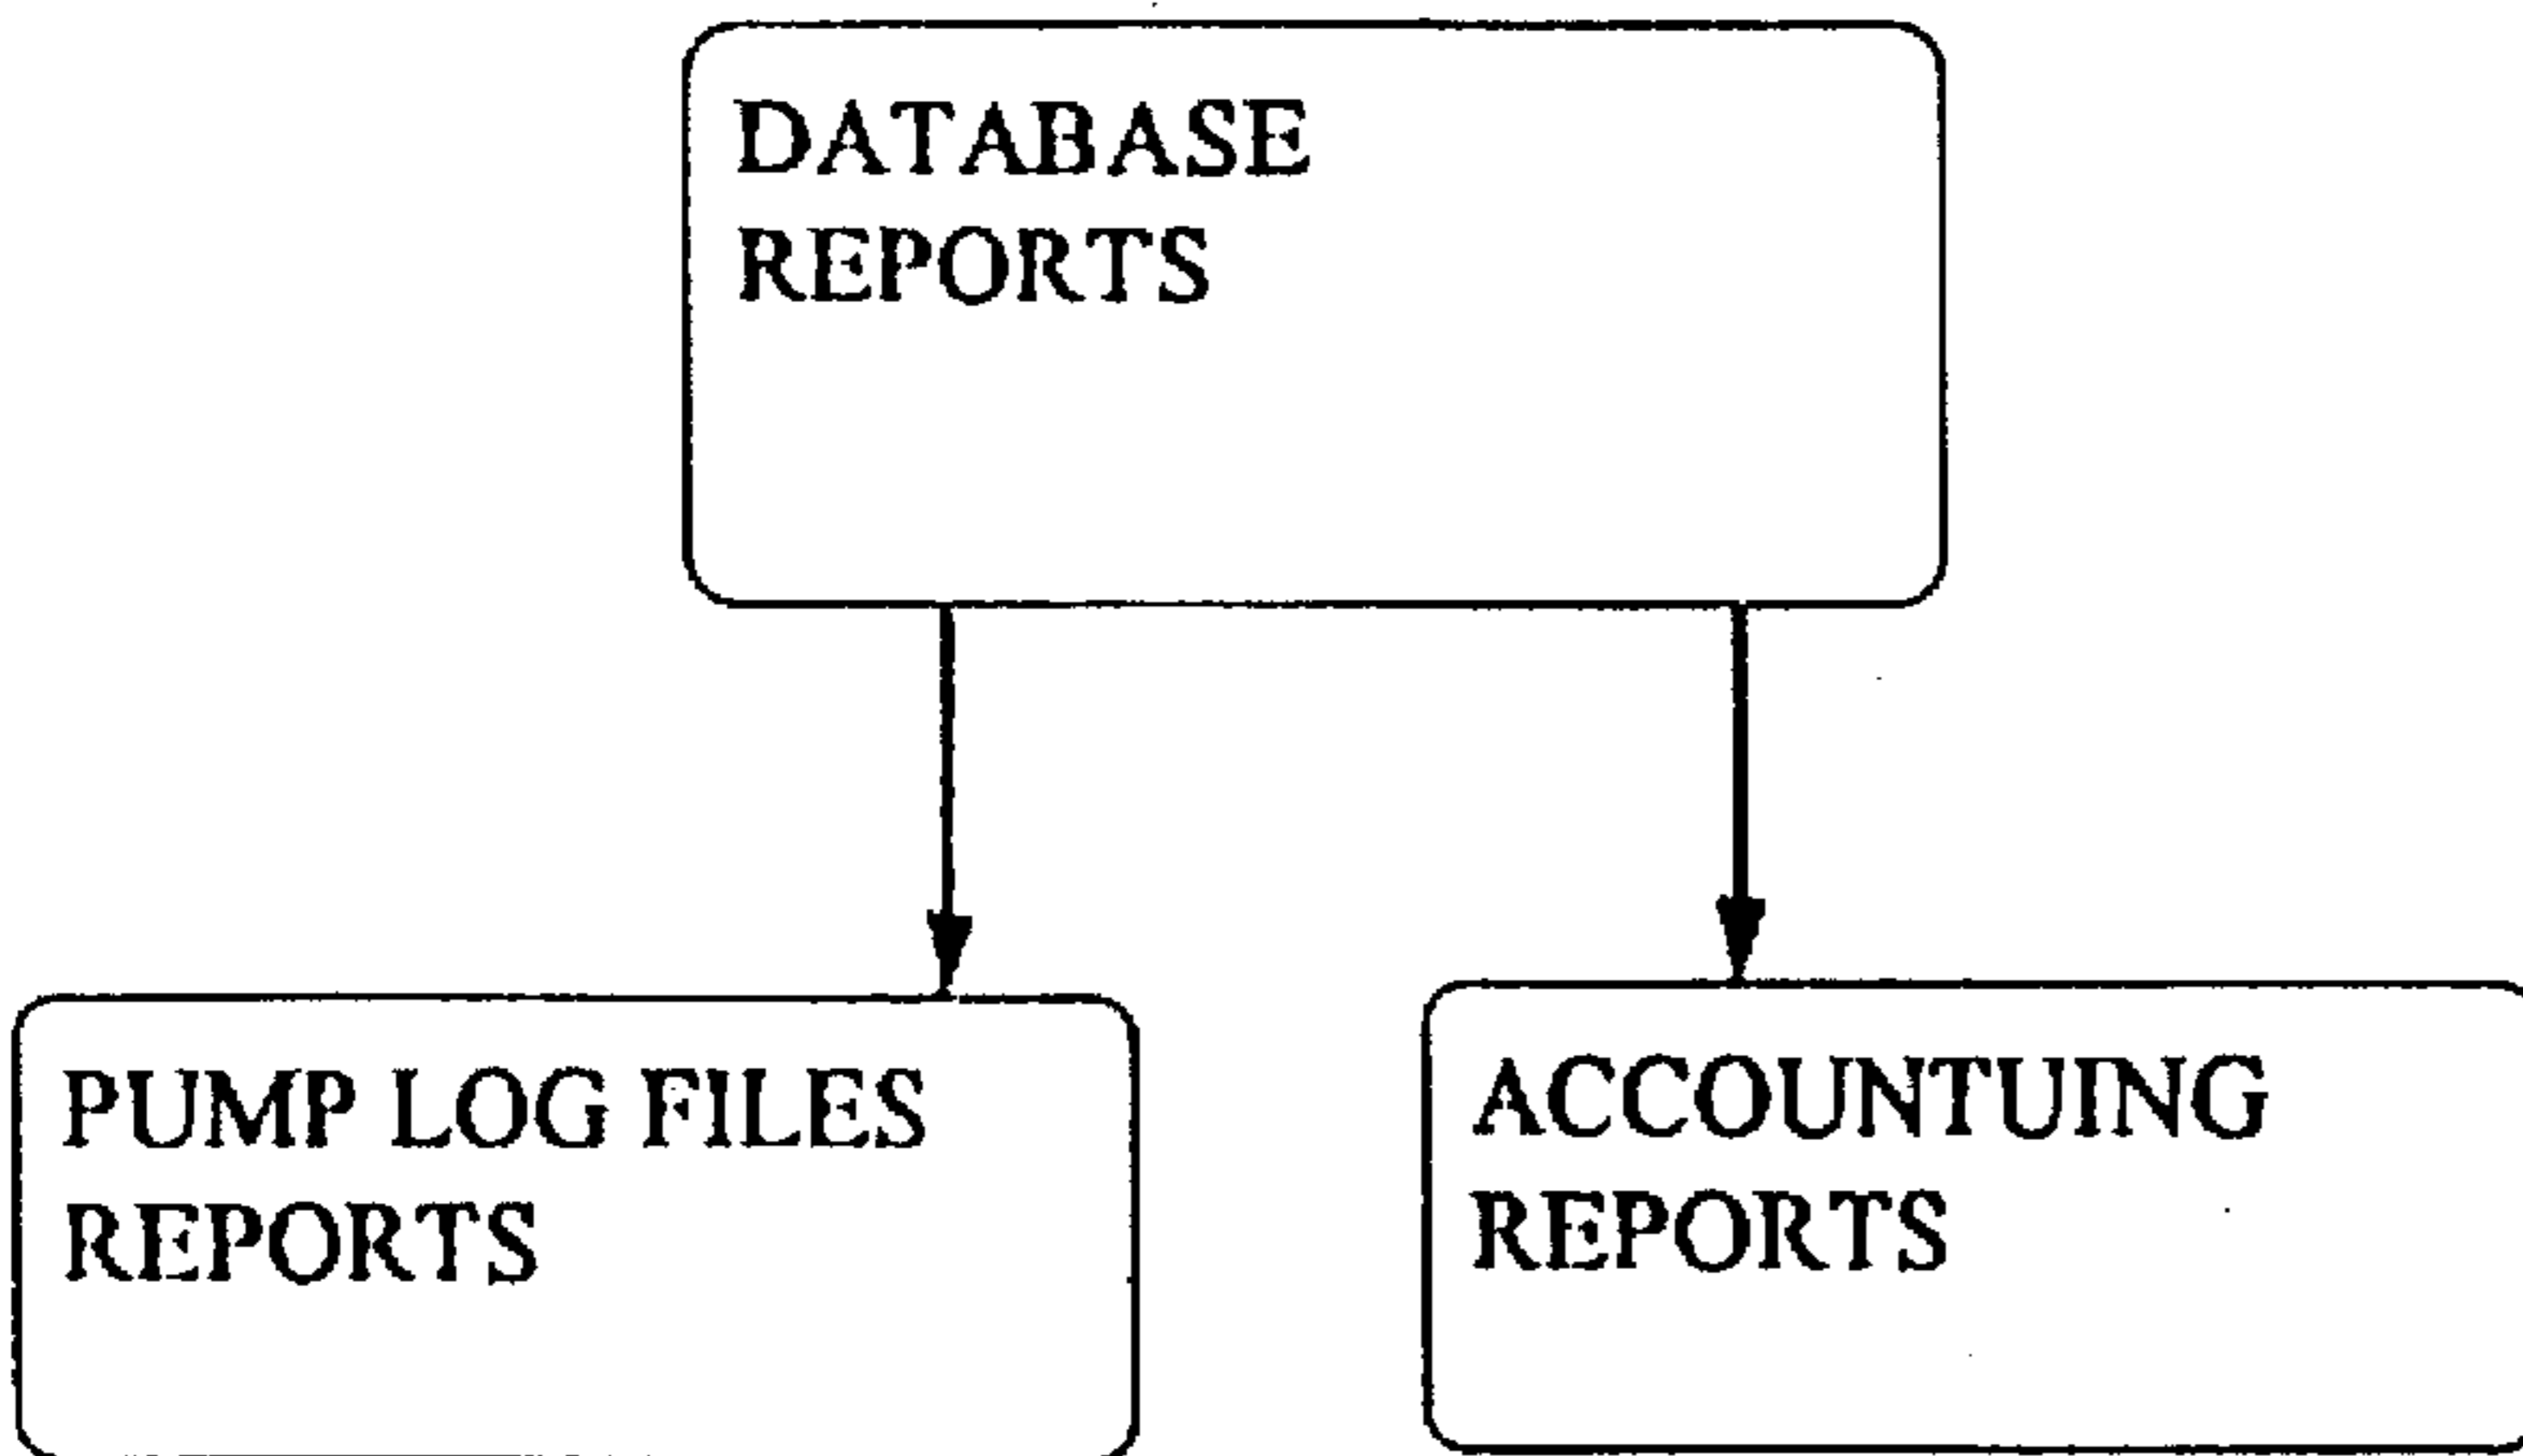 DATABASE
REPORTS
PUMP LOG FILES
REPORTS
ACCOUNTUING
REPORTS